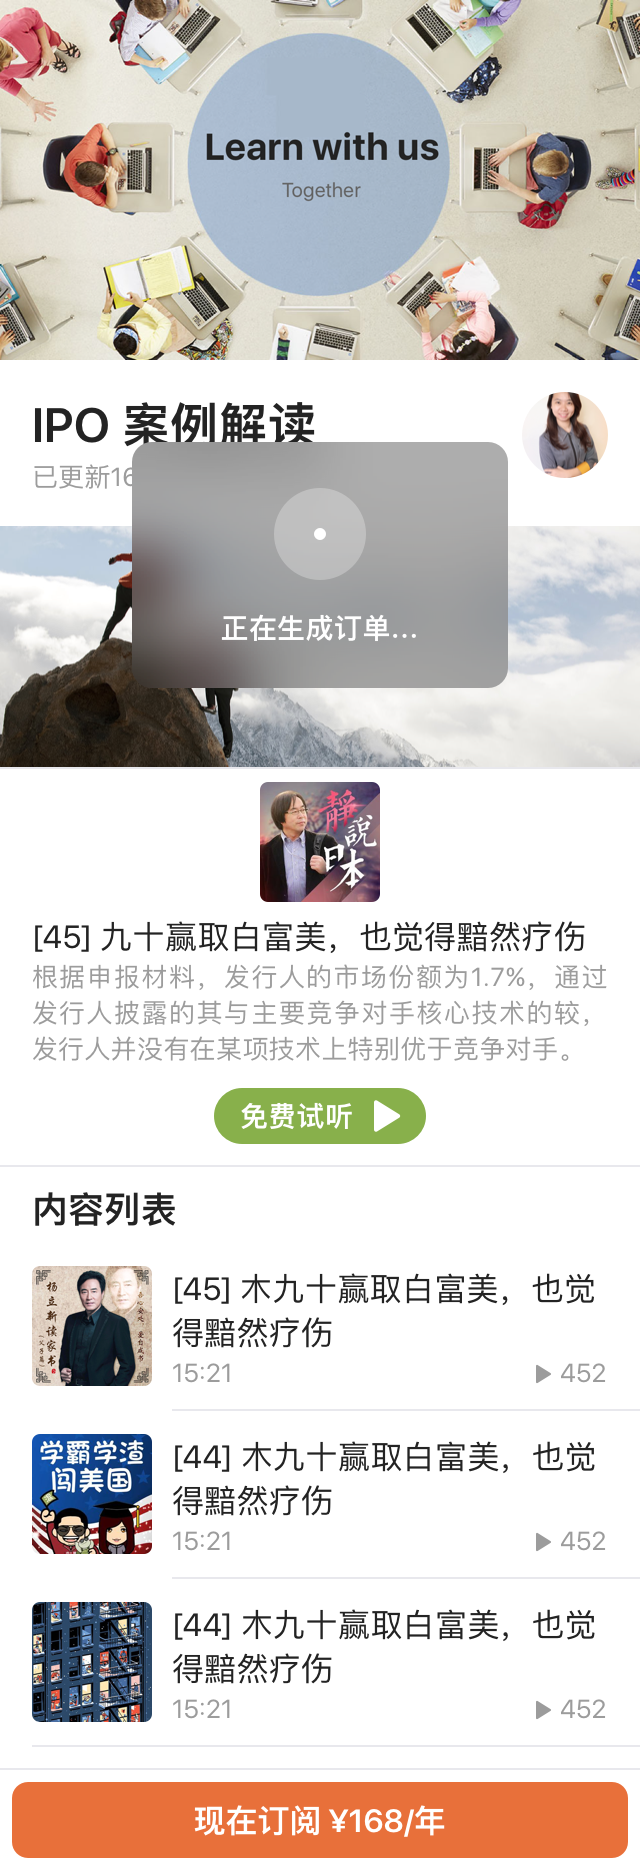 Learn with us
Together
IPO 案例解读
已更新16
正在生成订单...
靜說日本
[45] 九十赢取白富美，也觉得黯然疗伤
根据申报材料，发行人的市场份额为1.7%，通过
发行人披露的其与主要竞争对手核心技术的较，
发行人并没有在某项技术上特别优于竞争对手。
免费试听
内容列表
杨立新读家书
[45] 木九十赢取白富美，也觉
得黯然疗伤
15:21
452
学霸学渣
闯美国
[44] 木九十赢取白富美，也觉
得黯然疗伤
15:21
452
[44] 木九十赢取白富美，也觉
得黯然疗伤
15:21
452
现在订阅 ¥168/年